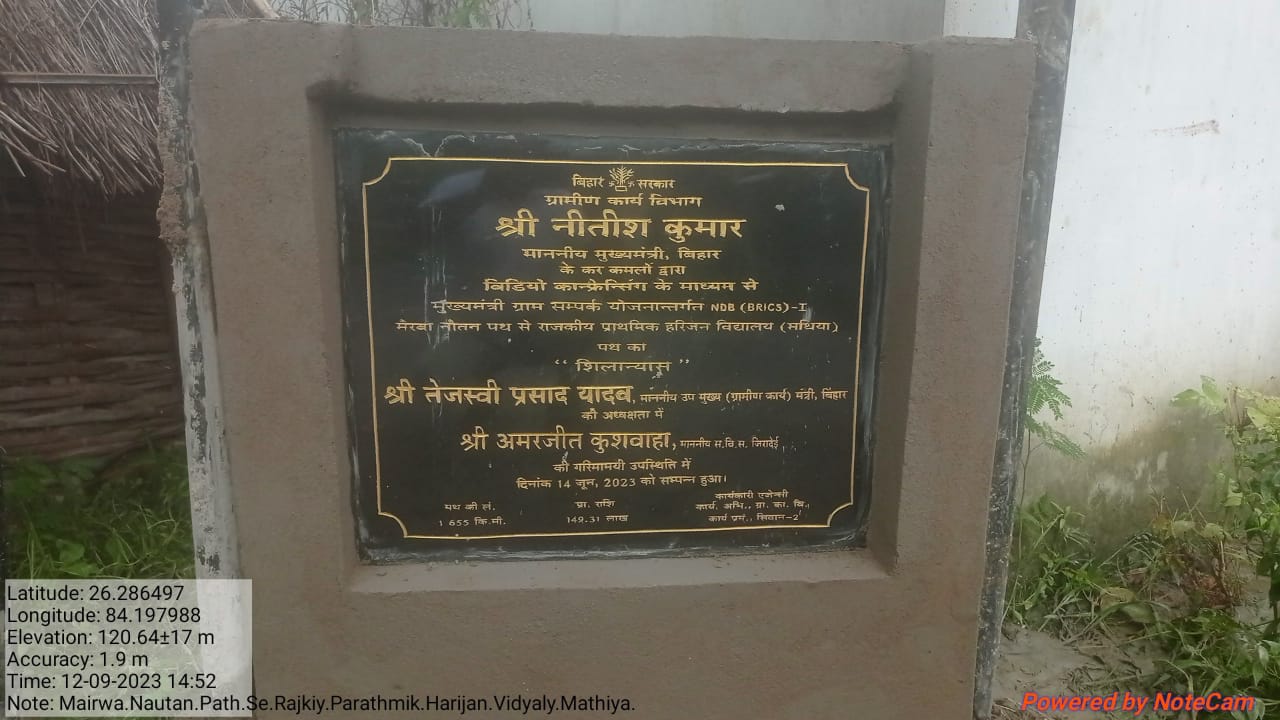 बिहार सरकार
ग्रामीण कार्य विभाग
श्री नीतीश कुमार
माननीय मुख्यमंत्री, बिहार
के कर कमलों द्वारा
विडियो कान्फ्रेन्सिंग के माध्यम से
मुख्यमंत्री ग्राम सम्पर्क योजनान्तर्गत NDB (BRICS)-I
मैरवा नौतन पथ से राजकीय प्राथमिक हरिजन विद्यालय (मठिया)
पथ का
“ शिलान्यास ”
श्री तेजस्वी प्रसाद यादव, माननीय उप मुख्य (ग्रामीण कार्य) मंत्री, बिहार
की अध्यक्षता में
श्री अमरजीत कुशवाहा, माननीय स.वि.स. जिरादेई,
की गरिमामयी उपस्थिति में
दिनांक 14 जून, 2023 को सम्पन्न हुआ।
पथ की लं.
1 655 कि.मी.
प्रा. राशि
149.31 लाख
कार्यकारी एजेन्सी
कार्य. अभि., ग्रा. का. वि.,
कार्य प्रमं., सिवान-2
Latitude: 26.286497
Longitude: 84.197988
Elevation: 120.64±17 m
Accuracy: 1.9 m
Time: 12-09-2023 14:52
Note: Mairwa.Nautan.Path.Se.Rajkiy.Parathmik.Harijan.Vidyaly.Mathiya.
Powered by NoteCam